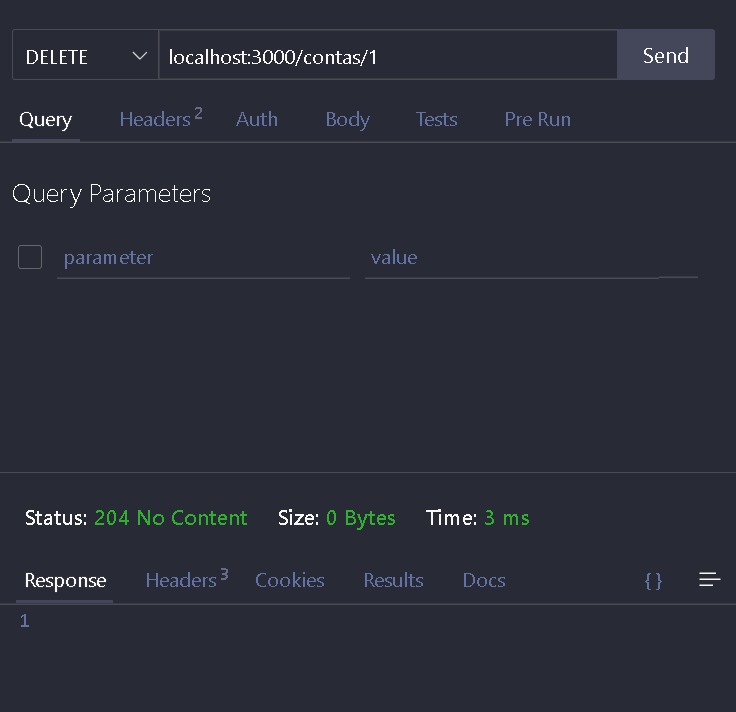 DELETE localhost:3000/contas/1 Send
Query Headers 2 Auth Body Tests Pre Run
Query Parameters
parameter value
Status: 204 No Content Size: 0 Bytes Time: 3 ms
Response Headers 3 Cookies Results Docs {}
1